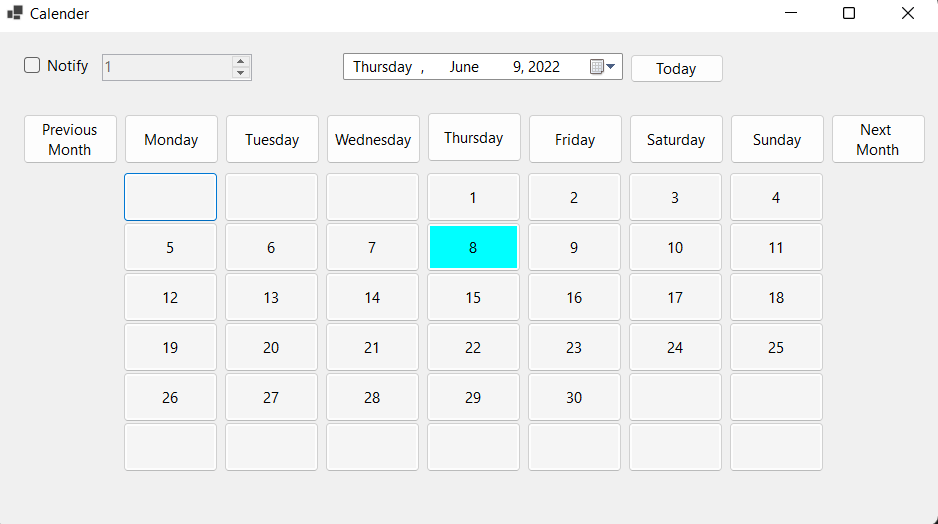 Calender
Notify 1 Thursday , June 9, 2022 Today
Previous Month Monday Tuesday Wednesday Thursday Friday Saturday Sunday Next Month
1 2 3 4
5 6 7 8 9 10 11
12 13 14 15 16 17 18
19 20 21 22 23 24 25
26 27 28 29 30